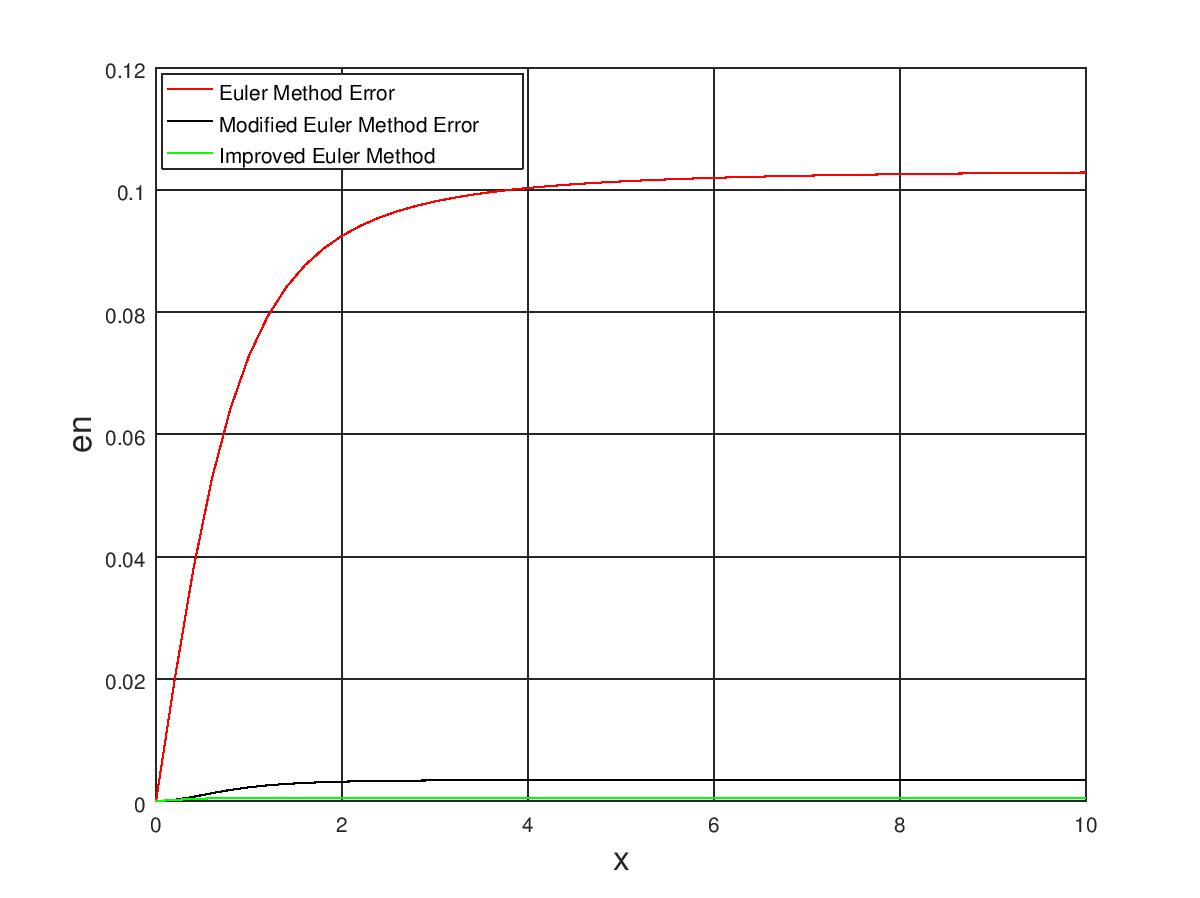 0.12
Euler Method Error
Modified Euler Method Error
Improved Euler Method
0.1
0.08
0.06
en
0.04
0.02
0
0 2 4 6 8 10
x